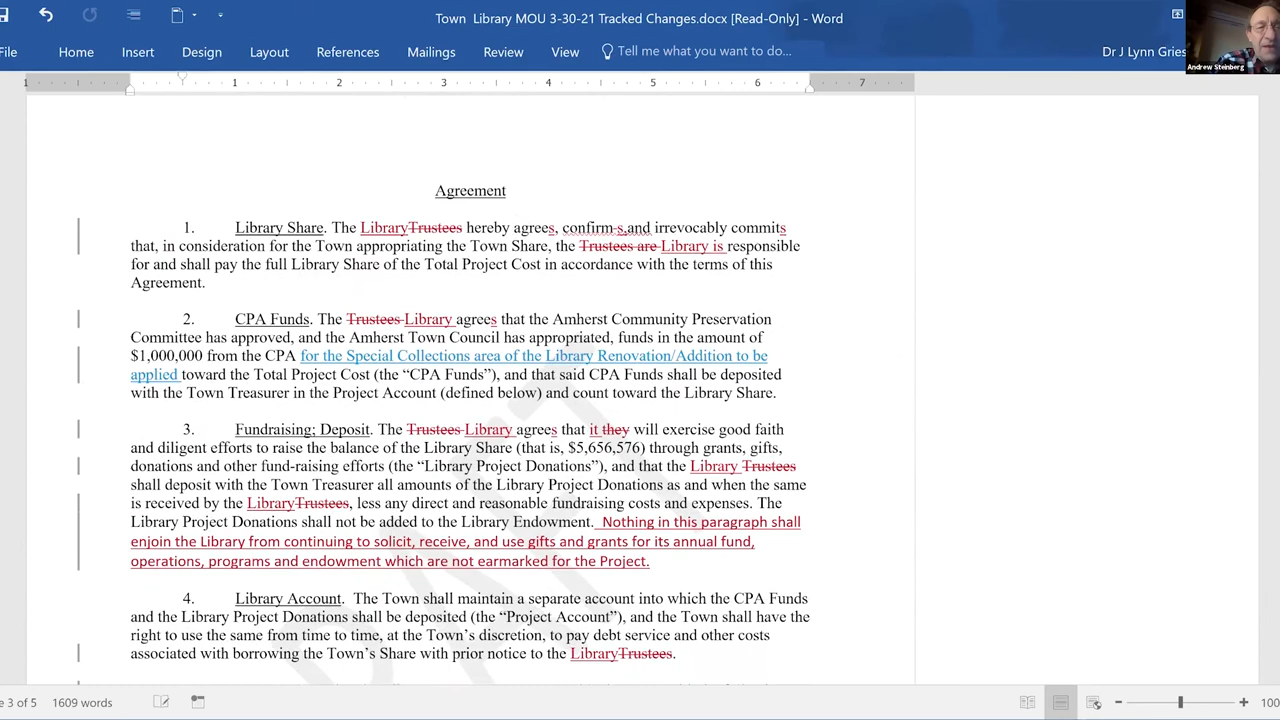 Town Library MOU 3-30-21 Tracked Changes.docx [Read-Only] - Word
File Home Insert Design Layout References Mailings Review View Tell me what you want to do... Dr J Lynn Gries
Andrew Steinberg
1 1 2 3 4 5 6 7
Agreement
1. Library Share. The LibraryTrustees hereby agrees, confirm-s,and irrevocably commits
that, in consideration for the Town appropriating the Town Share, the Trustees are Library is responsible
for and shall pay the full Library Share of the Total Project Cost in accordance with the terms of this
Agreement.
2. CPA Funds. The Trustees Library agrees that the Amherst Community Preservation
Committee has approved, and the Amherst Town Council has appropriated, funds in the amount of
$1,000,000 from the CPA for the Special Collections area of the Library Renovation/Addition to be
applied toward the Total Project Cost (the “CPA Funds”), and that said CPA Funds shall be deposited
with the Town Treasurer in the Project Account (defined below) and count toward the Library Share.
3. Fundraising; Deposit. The Trustees Library agrees that it they will exercise good faith
and diligent efforts to raise the balance of the Library Share (that is, $5,656,576) through grants, gifts,
donations and other fund-raising efforts (the “Library Project Donations”), and that the Library Trustees
shall deposit with the Town Treasurer all amounts of the Library Project Donations as and when the same
is received by the LibraryTrustees, less any direct and reasonable fundraising costs and expenses. The
Library Project Donations shall not be added to the Library Endowment. Nothing in this paragraph shall
enjoin the Library from continuing to solicit, receive, and use gifts and grants for its annual fund,
operations, programs and endowment which are not earmarked for the Project.
4. Library Account. The Town shall maintain a separate account into which the CPA Funds
and the Library Project Donations shall be deposited (the “Project Account”), and the Town shall have the
right to use the same from time to time, at the Town’s discretion, to pay debt service and other costs
associated with borrowing the Town’s Share with prior notice to the LibraryTrustees.
e 3 of 5 1609 words 100